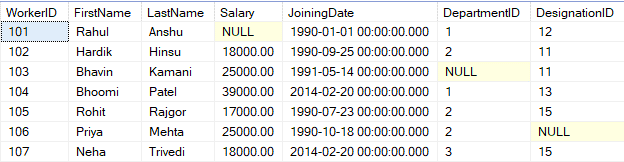 WorkerID FirstName LastName Salary JoiningDate DepartmentID DesignationID
101 Rahul Anshu NULL 1990-01-01 00:00:00.000 1 12
102 Hardik Hinsu 18000.00 1990-09-25 00:00:00.000 2 11
103 Bhavin Kamani 25000.00 1991-05-14 00:00:00.000 NULL 11
104 Bhoomi Patel 39000.00 2014-02-20 00:00:00.000 1 13
105 Rohit Rajgor 17000.00 1990-07-23 00:00:00.000 2 15
106 Priya Mehta 25000.00 1990-10-18 00:00:00.000 2 NULL
107 Neha Trivedi 18000.00 2014-02-20 00:00:00.000 3 15